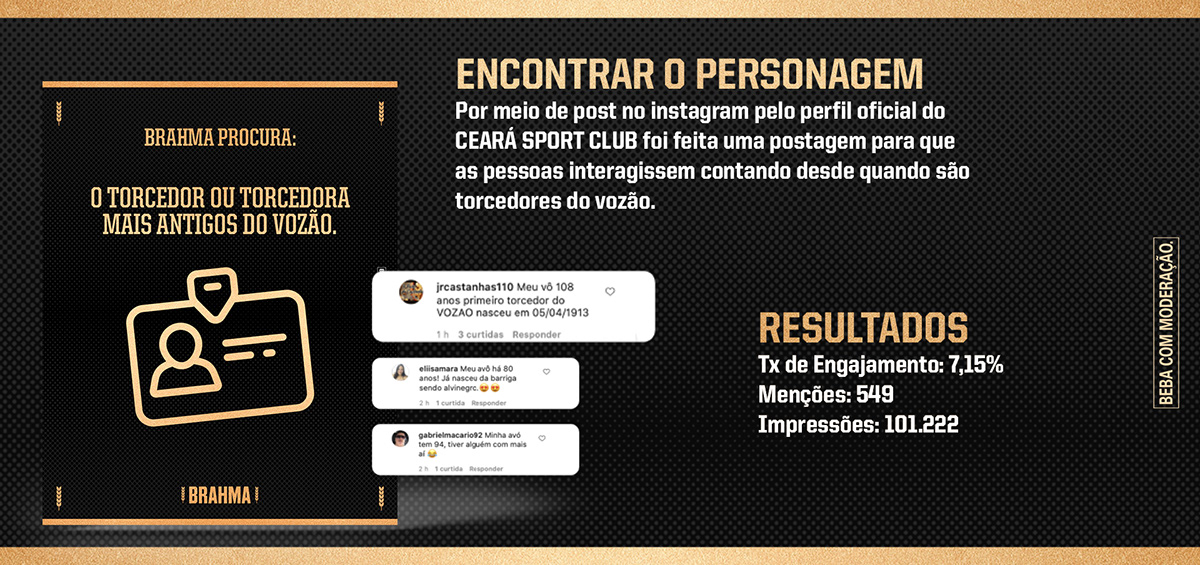 BRAHMA PROCURA:
O TORCEDOR OU TORCEDORA
MAIS ANTIGOS DO VOZÃO.
BRAHMA
ENCONTRAR O PERSONAGEM
Por meio de post no instagram pelo perfil oficial do
CEARÁ SPORT CLUB foi feita uma postagem para que
as pessoas interagissem contando desde quando são
torcedores do vozão.
jrcastanhas110 Meu vô 108
anos primeiro torcedor do
VOZAO nasceu em 05/04/1913
1 h 3 curtidas Responder
eliisamara Meu avô há 80
anos! Já nasceu da barriga
sendo alvinegrc.😍😍
2 h 1 curtida Responder
gabrielmacario92 Minha avó
tem 94, tiver alguém com mais
aí 😂
2 h 1 curtida Responder
RESULTADOS
Tx de Engajamento: 7,15%
Menções: 549
Impressões: 101.222
BEBA COM MODERAÇÃO.